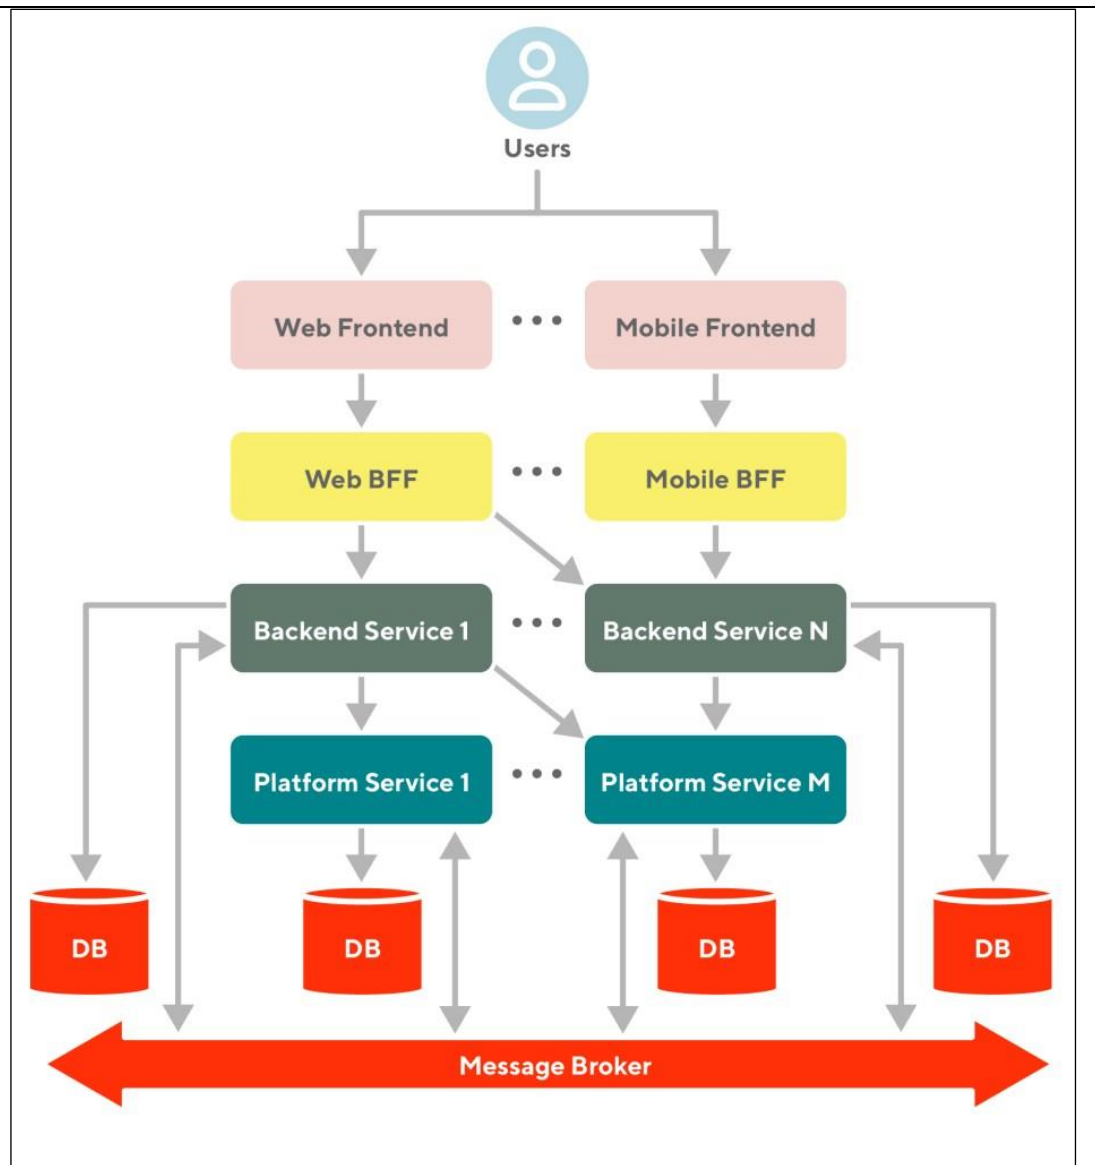 Users
Web Frontend
Mobile Frontend
Web BFF
Mobile BFF
Backend Service 1
Backend Service N
Platform Service 1
Platform Service M
DB
DB
DB
DB
Message Broker